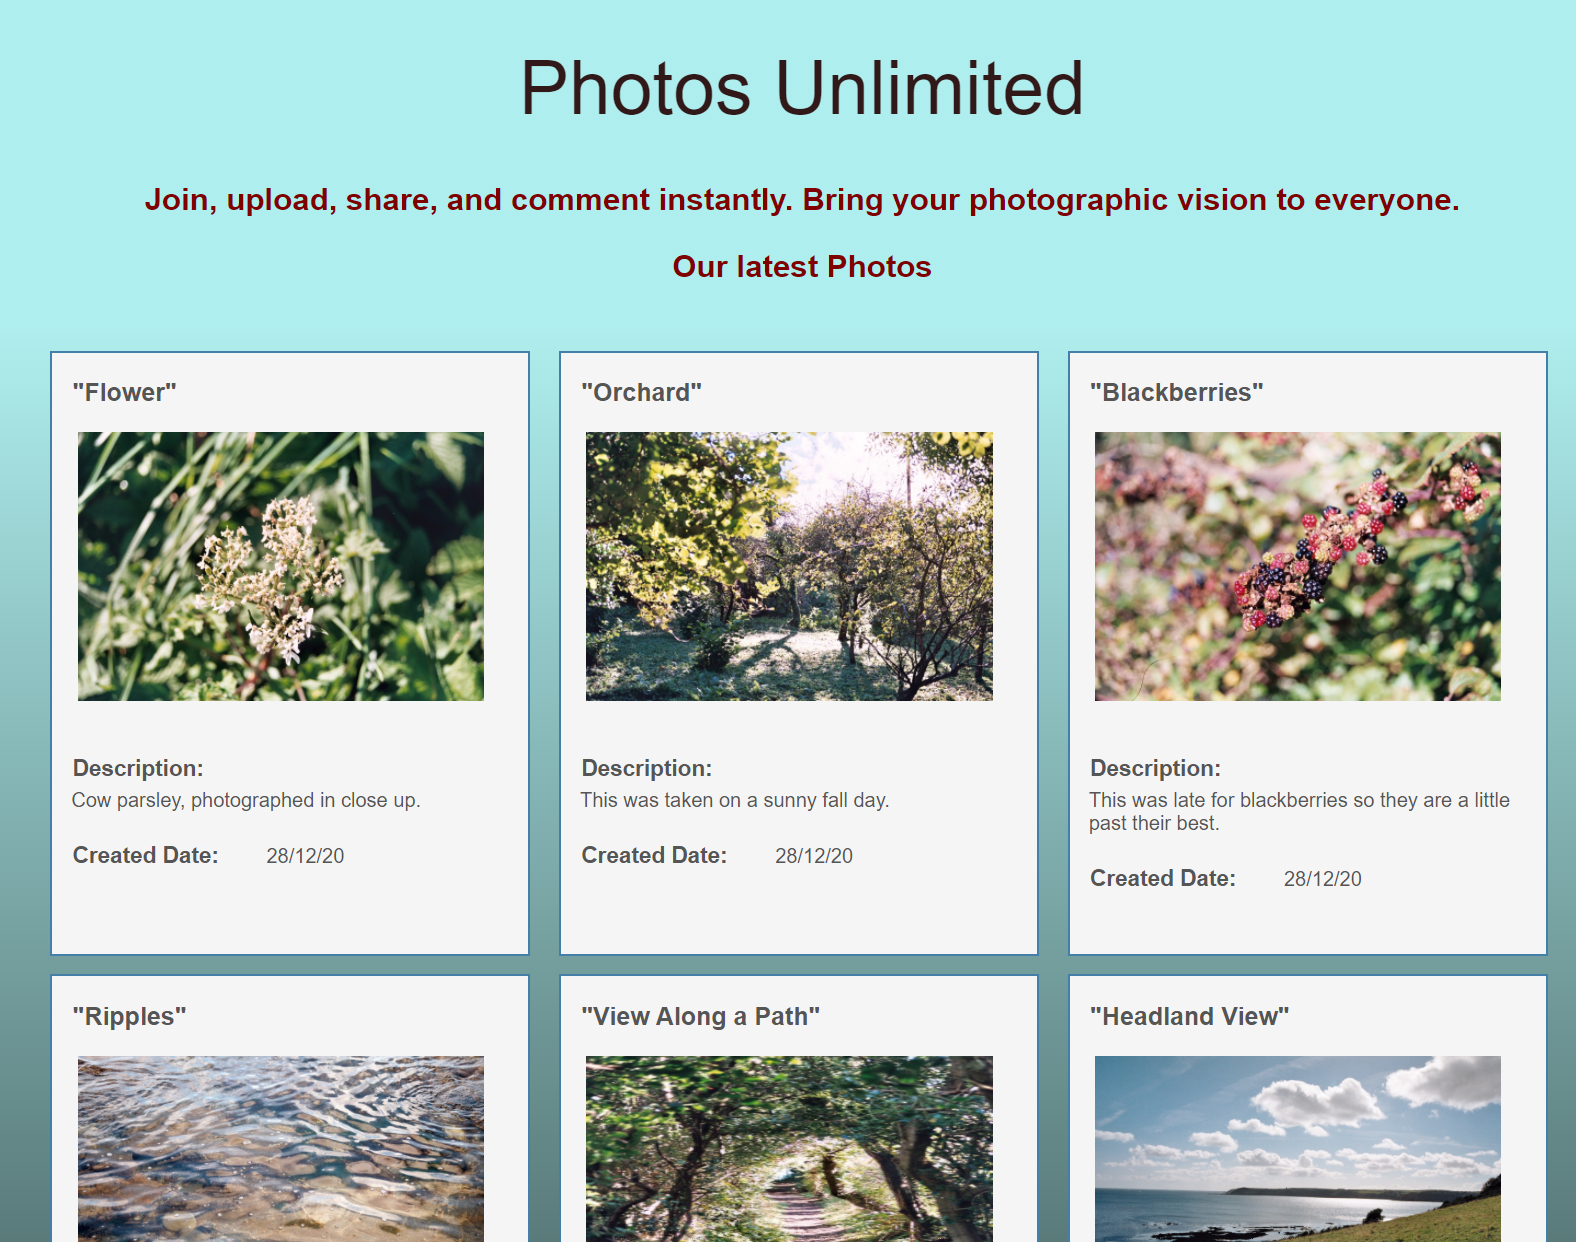 Photos Unlimited
Join, upload, share, and comment instantly. Bring your photographic vision to everyone.
Our latest Photos
"Flower"
Description:
Cow parsley, photographed in close up.
Created Date: 28/12/20
"Orchard"
Description:
This was taken on a sunny fall day.
Created Date: 28/12/20
"Blackberries"
Description:
This was late for blackberries so they are a little
past their best.
Created Date: 28/12/20
"Ripples"
"View Along a Path"
"Headland View"